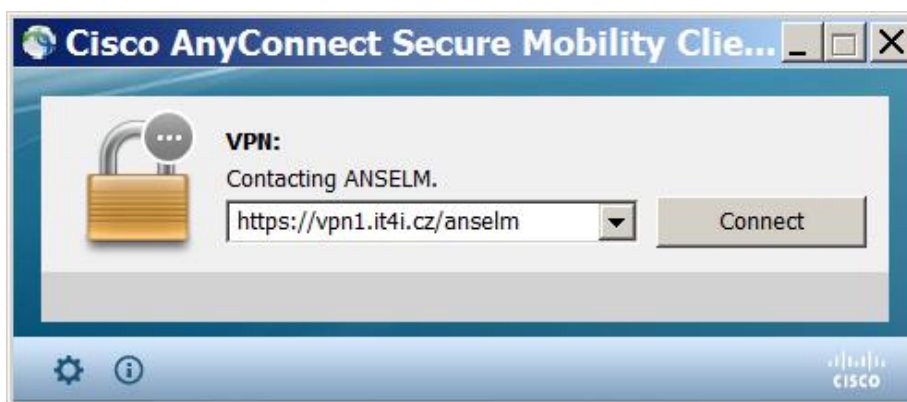 Cisco AnyConnect Secure Mobility Clie...
VPN:
Contacting ANSELM.
https://vpn1.it4i.cz/anselm
Connect
CISCO